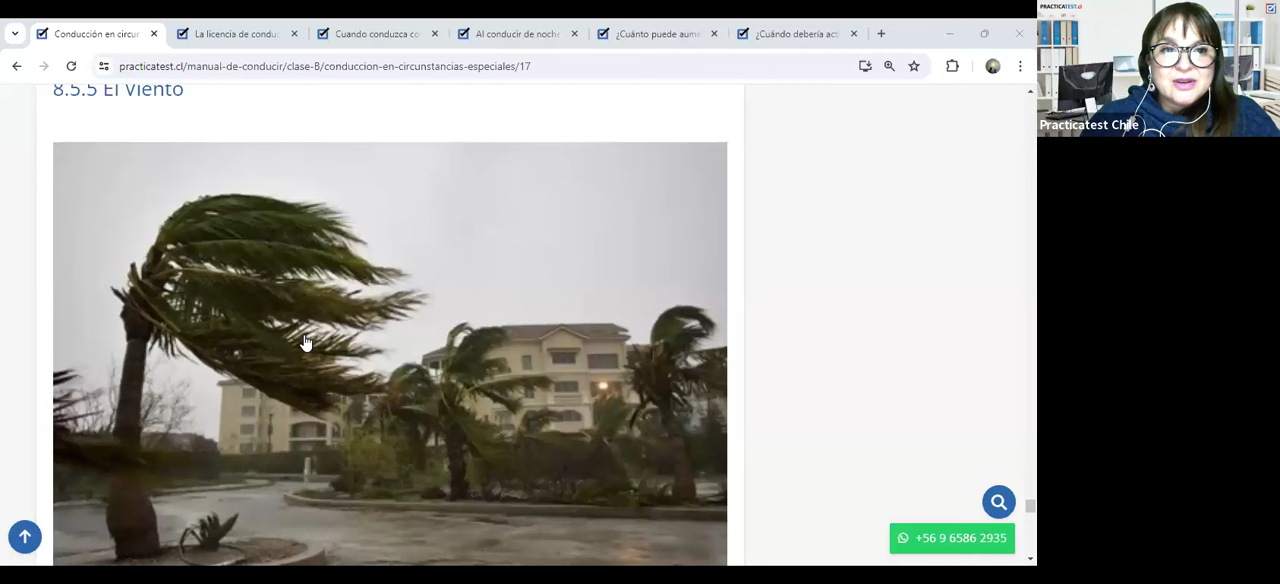 Conducción en circur
La licencia de conduc
Cuando conduzca co
Al conducir de noche
¿Cuánto puede aume
¿Cuándo debería act
practicatest.cl/manual-de-conducir/clase-B/conduccion-en-circunstancias-especiales/17
8.5.5 El Viento
+56 9 6586 2935
PRACTICATEST.cl
Practicatest Chile